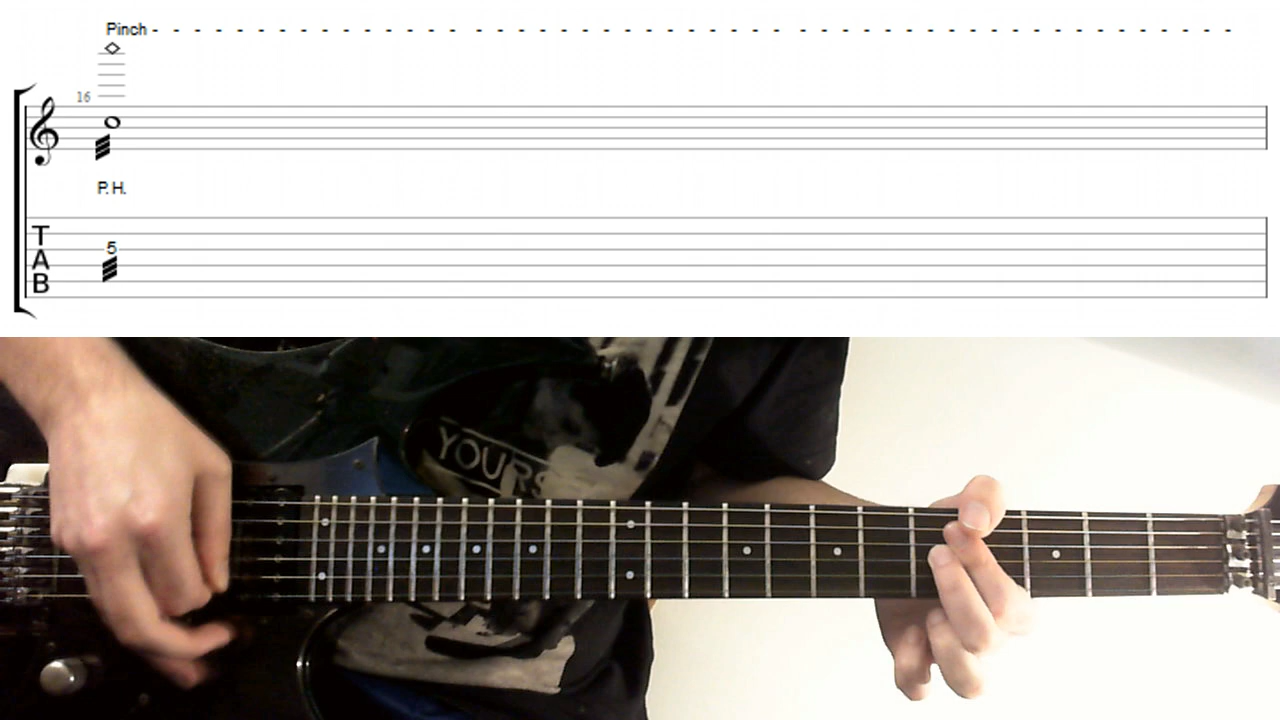 Pinch - - - - - - - - - - - - - - - - - - - - - - - - - - - - - - - - - - - - - - - - - - - - - - - - - - -
16
P.H.
T
A
B
5
YOURS